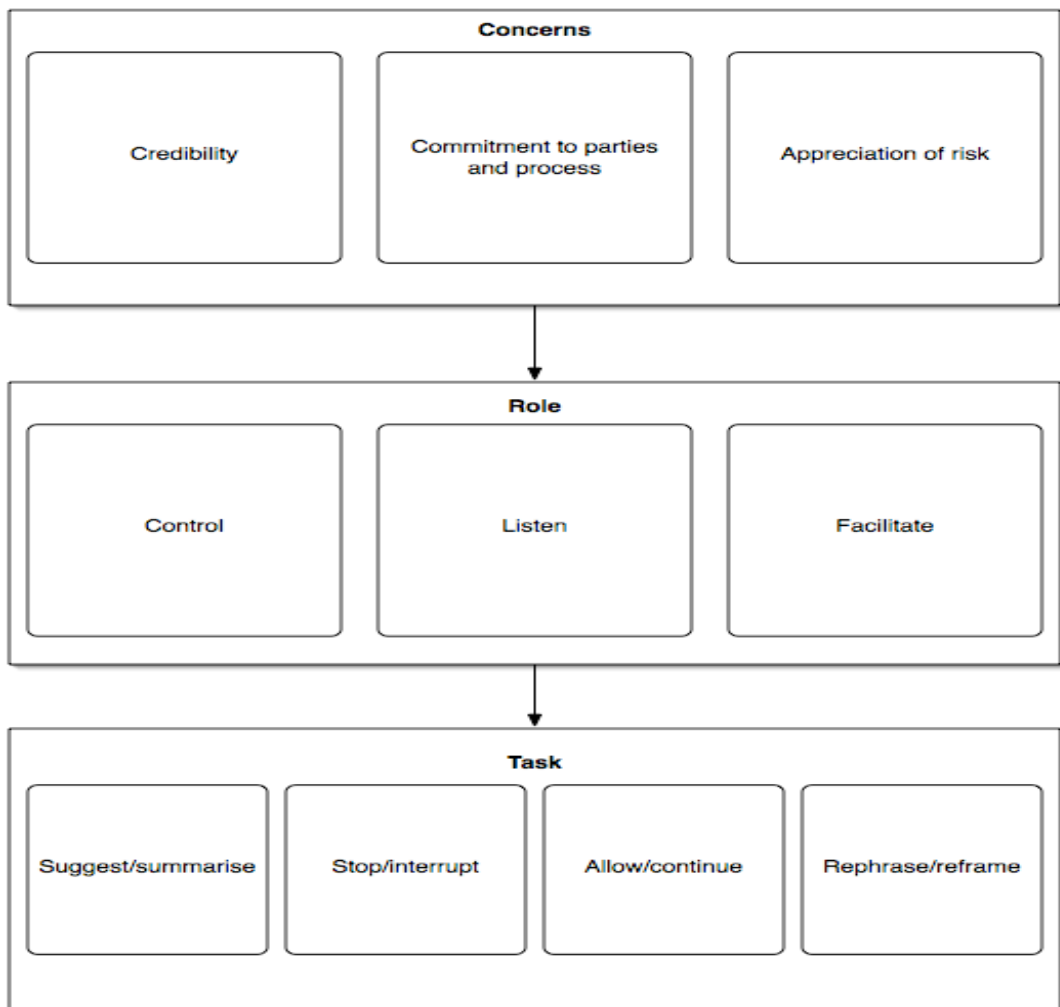 Concerns
Credibility
Commitment to parties
and process
Appreciation of risk
Role
Control
Listen
Facilitate
Task
Suggest/summarise
Stop/interrupt
Allow/continue
Rephrase/reframe